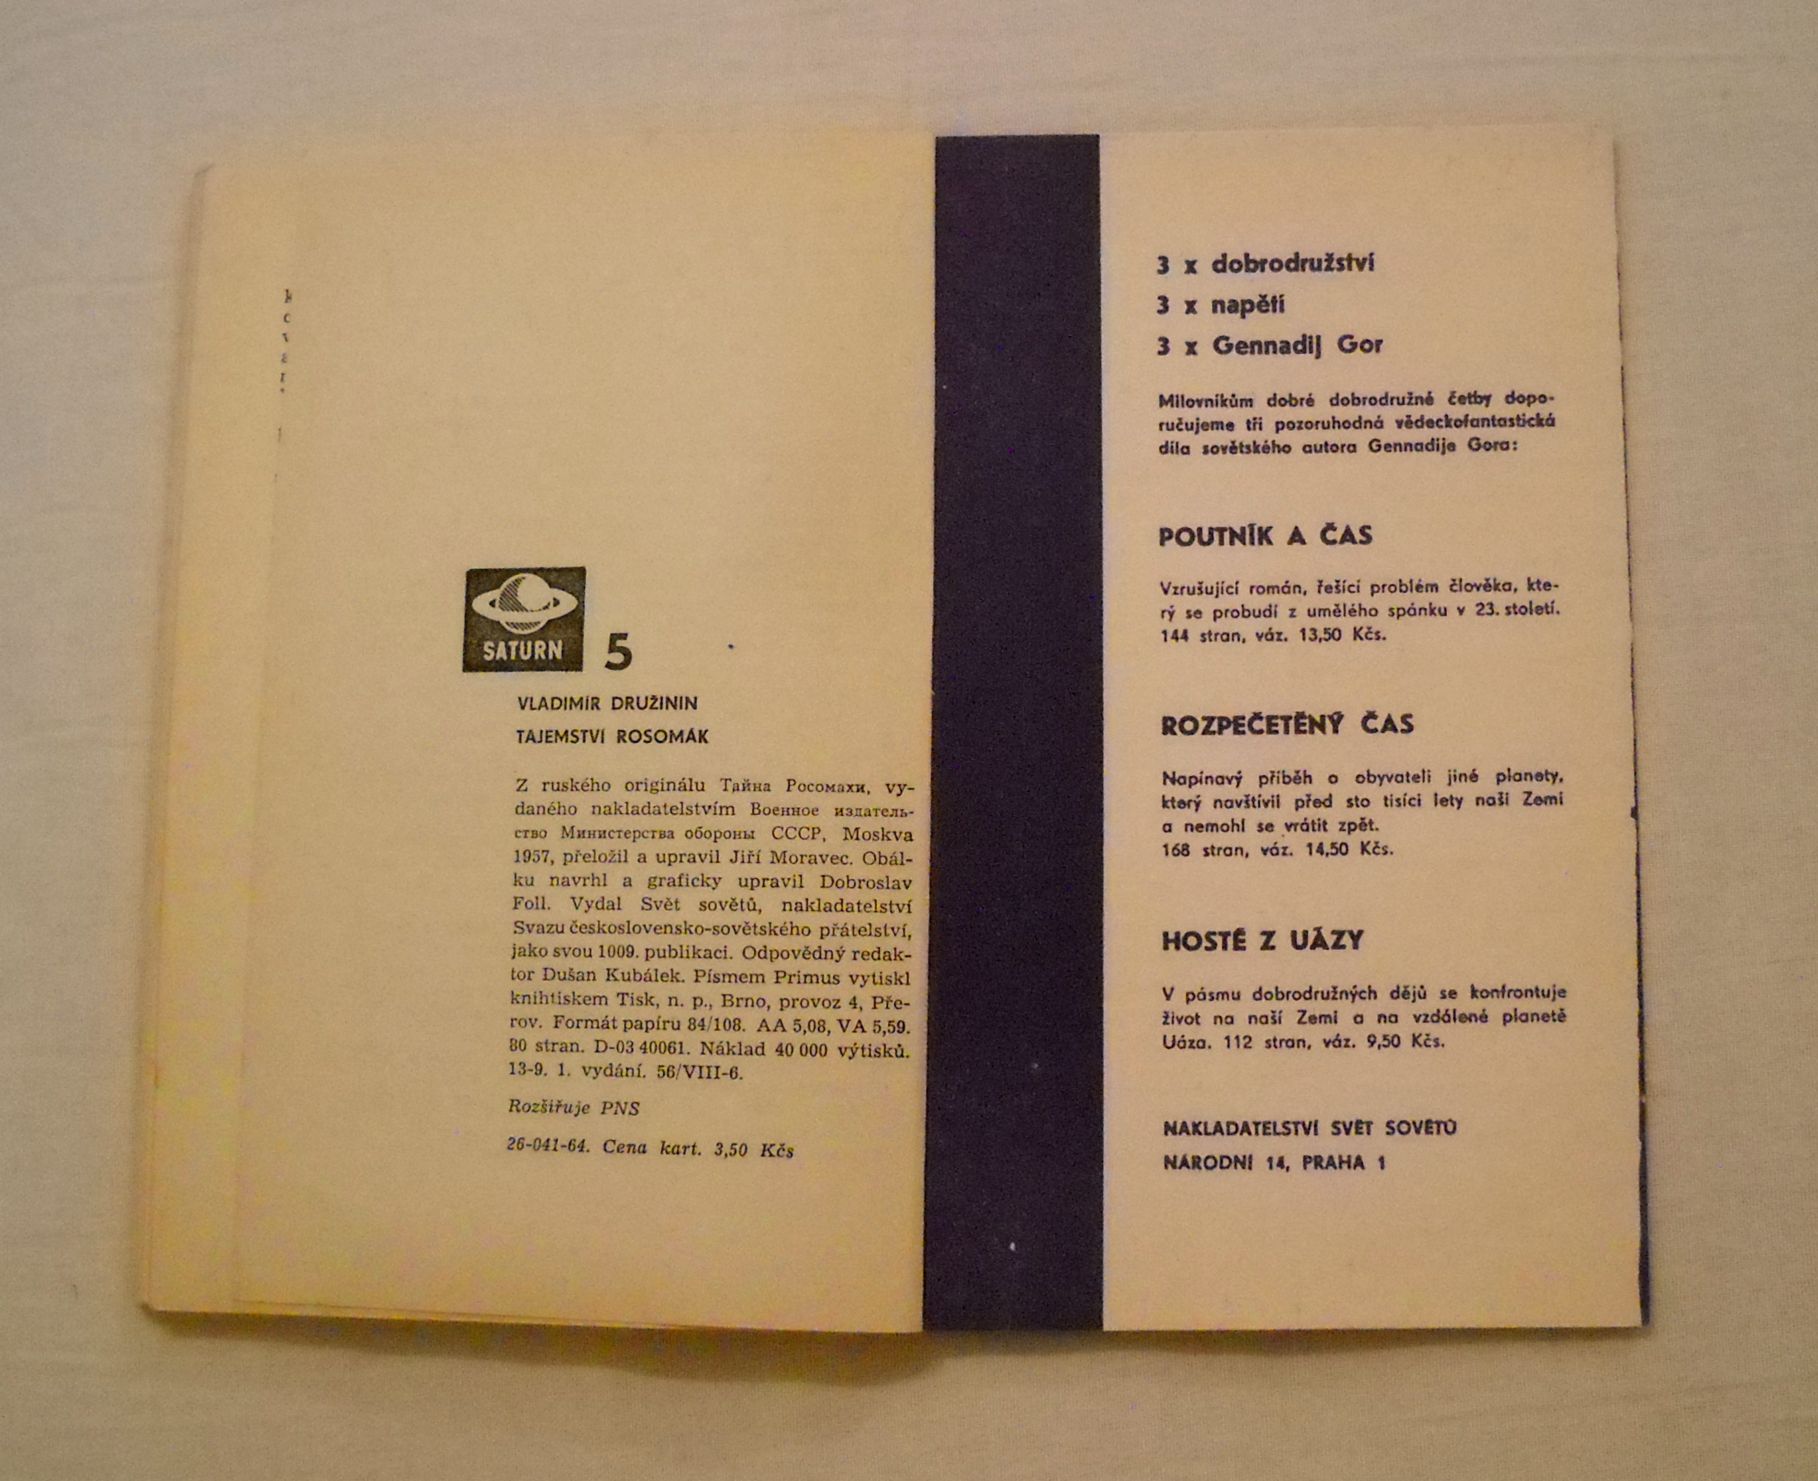 SATURN 5
VLADIMÍR DRUŽININ
TAJEMSTVÍ ROSOMÁK
Z ruského originálu Тайна Росомахи, vy-
daného nakladatelstvím Военное издатель-
ство Министерства обороны СССР, Moskva
1957, přeložil a upravil Jiří Moravec. Obál-
ku navrhl a graficky upravil Dobroslav
Foll. Vydal Svět sovětů, nakladatelství
Svazu československo-sovětského přátelství,
jako svou 1009. publikaci. Odpovědný redak-
tor Dušan Kubálek. Písmem Primus vytiskl
knihtiskem Tisk, n. p., Brno, provoz 4, Pře-
rov. Formát papíru 84/108. AA 5,08, VA 5,59.
80 stran. D-03 40061. Náklad 40 000 výtisků.
13-9. 1. vydání. 56/VIII-6.
Rozšiřuje PNS
26-041-64. Cena kart. 3,50 Kčs
3 x dobrodružství
3 x napětí
3 x Gennadij Gor
Milovníkům dobré dobrodružné četby dopo-
ručujeme tři pozoruhodná vědeckofantastická
díla sovětského autora Gennadije Gora:
POUTNÍK A ČAS
Vzrušující román, řešící problém člověka, kte-
rý se probudí z umělého spánku v 23. století.
144 stran, váz. 13,50 Kčs.
ROZPEČETĚNÝ ČAS
Napínavý příběh o obyvateli jiné planety,
který navštívil před sto tisíci lety naši Zemi
a nemohl se vrátit zpět.
168 stran, váz. 14,50 Kčs.
HOSTÉ Z UÁZY
V pásmu dobrodružných dějů se konfrontuje
život na naší Zemi a na vzdálené planetě
Uáza. 112 stran, váz. 9,50 Kčs.
NAKLADATELSTVÍ SVĚT SOVĚTŮ
NÁRODNÍ 14, PRAHA 1